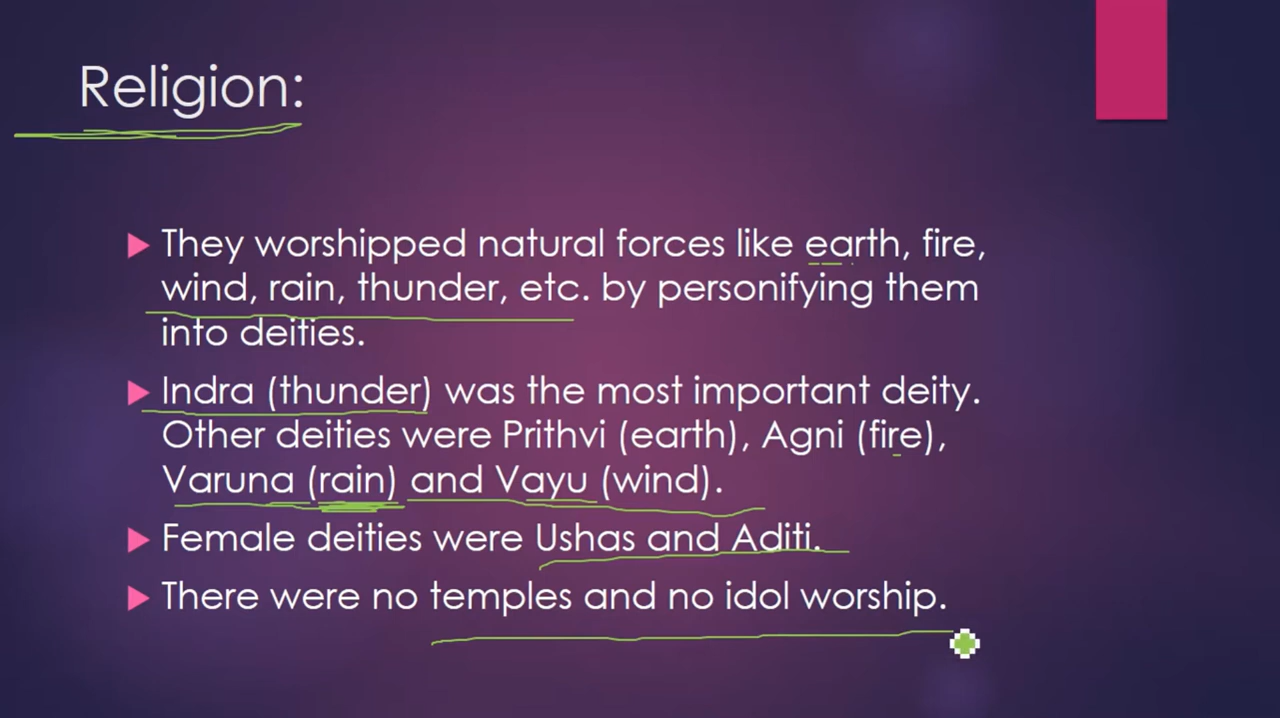 Religion:
They worshipped natural forces like earth, fire,
wind, rain, thunder, etc. by personifying them
into deities.
Indra (thunder) was the most important deity.
Other deities were Prithvi (earth), Agni (fire),
Varuna (rain) and Vayu (wind).
Female deities were Ushas and Aditi.
There were no temples and no idol worship.